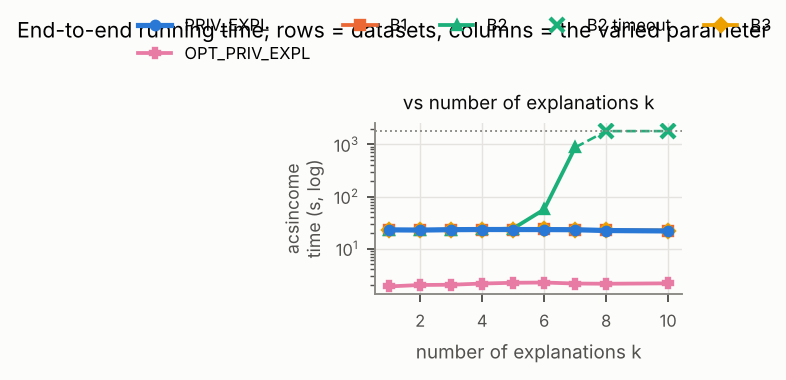 End-to-end running time; rows = datasets, columns = the varied parameter
PRIV_EXPL B1 B2 B2 timeout B3
OPT_PRIV_EXPL
vs number of explanations k
acsincome
time (s, log)
10³
10²
10¹
2 4 6 8 10
number of explanations k